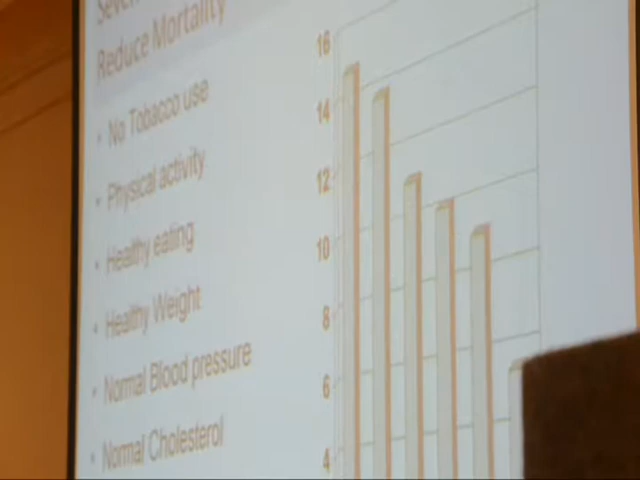 Reduce Mortality
• No Tobacco use
• Physical activity
• Healthy eating
• Healthy Weight
• Normal Blood pressure
• Normal Cholesterol
16
14
12
10
8
6
4